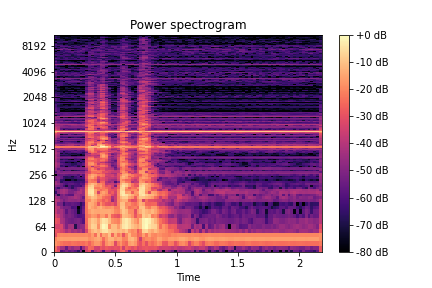 Power spectrogram
Hz
8192
4096
2048
1024
512
256
128
64
0
0
0.5
1
1.5
2
Time
+0 dB
-10 dB
-20 dB
-30 dB
-40 dB
-50 dB
-60 dB
-70 dB
-80 dB